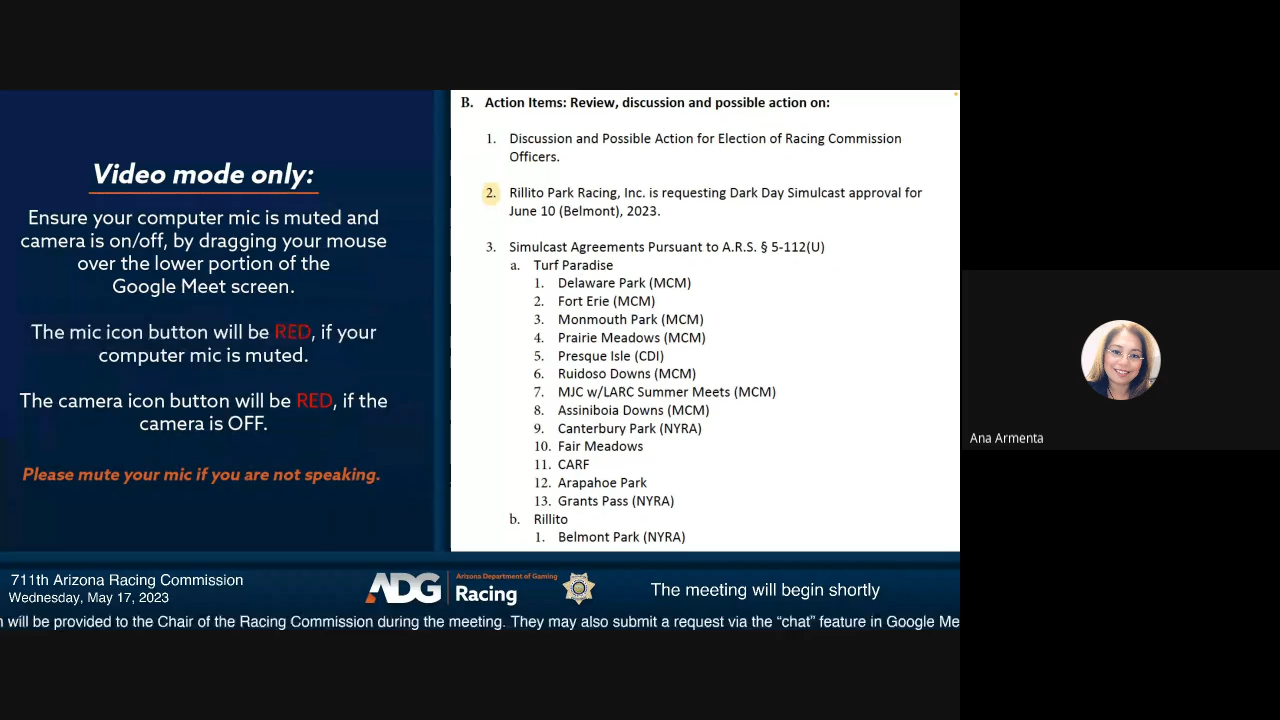 Video mode only:
Ensure your computer mic is muted and
camera is on/off, by dragging your mouse
over the lower portion of the
Google Meet screen.
The mic icon button will be RED, if your
computer mic is muted.
The camera icon button will be RED, if the
camera is OFF.
Please mute your mic if you are not speaking.
B. Action Items: Review, discussion and possible action on:
1. Discussion and Possible Action for Election of Racing Commission
Officers.
2. Rillito Park Racing, Inc. is requesting Dark Day Simulcast approval for
June 10 (Belmont), 2023.
3. Simulcast Agreements Pursuant to A.R.S. § 5-112(U)
a. Turf Paradise
1. Delaware Park (MCM)
2. Fort Erie (MCM)
3. Monmouth Park (MCM)
4. Prairie Meadows (MCM)
5. Presque Isle (CDI)
6. Ruidoso Downs (MCM)
7. MJC w/LARC Summer Meets (MCM)
8. Assiniboia Downs (MCM)
9. Canterbury Park (NYRA)
10. Fair Meadows
11. CARF
12. Arapahoe Park
13. Grants Pass (NYRA)
b. Rillito
1. Belmont Park (NYRA)
Ana Armenta
711th Arizona Racing Commission
Wednesday, May 17, 2023
ADG
Arizona Department of Gaming
Racing
The meeting will begin shortly
n will be provided to the Chair of the Racing Commission during the meeting. They may also submit a request via the “chat” feature in Google Me